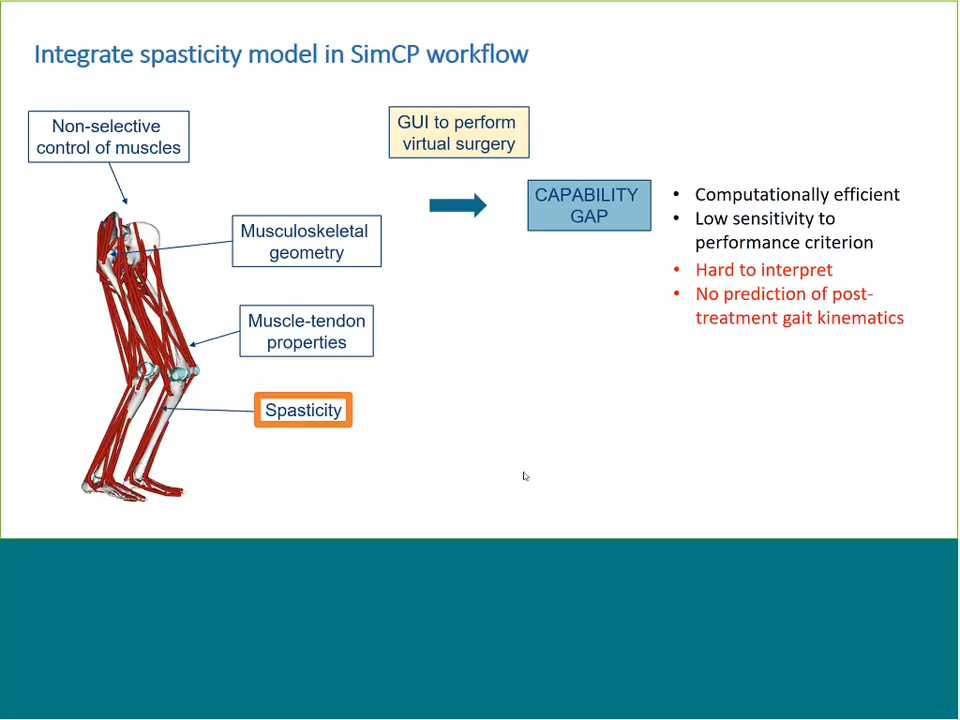 Integrate spasticity model in SimCP workflow
Non-selective
control of muscles
GUI to perform
virtual surgery
CAPABILITY
GAP
• Computationally efficient
• Low sensitivity to
performance criterion
• Hard to interpret
• No prediction of post-
treatment gait kinematics
Musculoskeletal
geometry
Muscle-tendon
properties
Spasticity